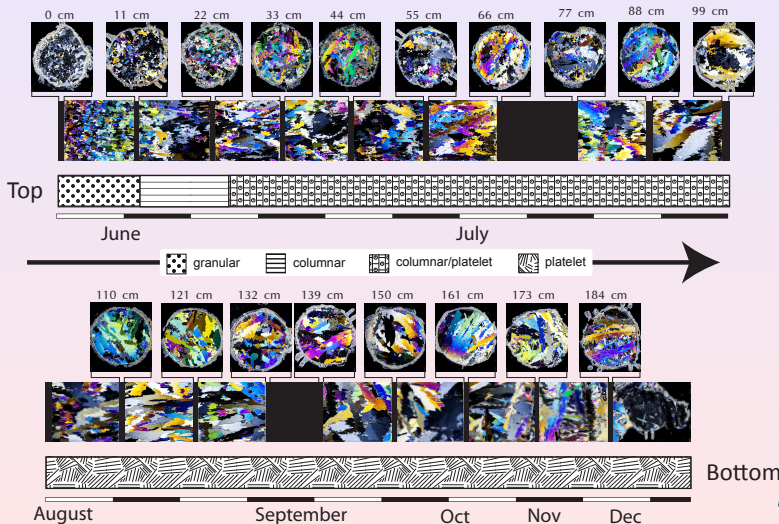 0 cm 11 cm 22 cm 33 cm 44 cm 55 cm 66 cm 77 cm 88 cm 99 cm
Top
June July
granular columnar columnar/platelet platelet
110 cm 121 cm 132 cm 139 cm 150 cm 161 cm 173 cm 184 cm
Bottom
August September Oct Nov Dec